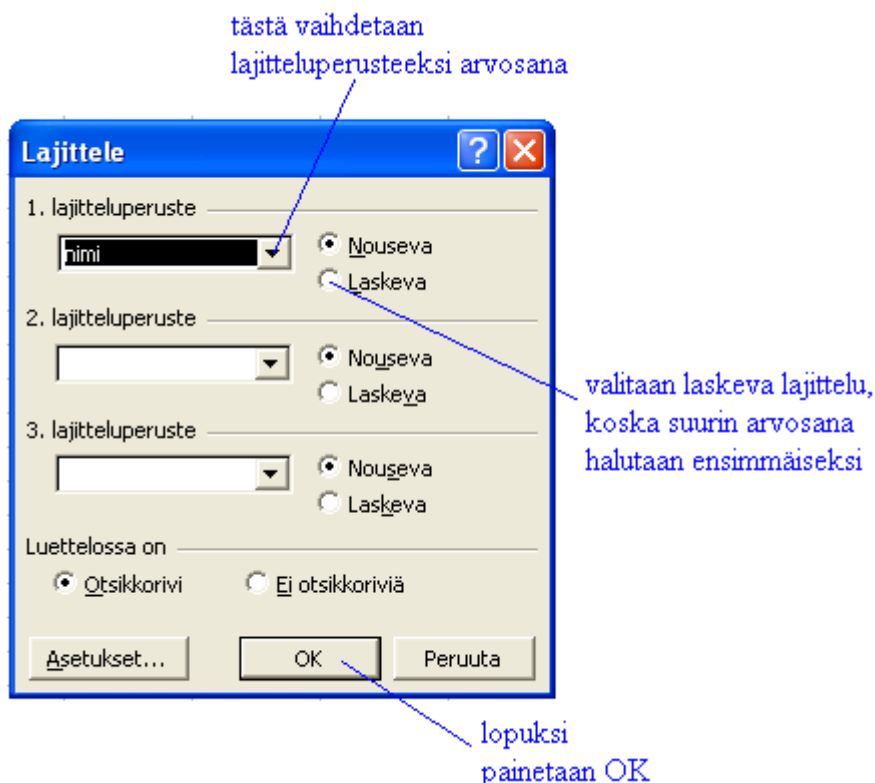 tästä vaihdetaan
lajitteluperusteeksi arvosana
Lajittele
1. lajitteluperuste
nimi
Nouseva
Laskeva
2. lajitteluperuste
Nouseva
Laskeva
valitaan laskeva lajittelu,
koska suurin arvosana
halutaan ensimmäiseksi
3. lajitteluperuste
Nouseva
Laskeva
Luettelossa on
Otsikkorivi Ei otsikkoriviä
Asetukset... OK Peruuta
lopuksi
painetaan OK